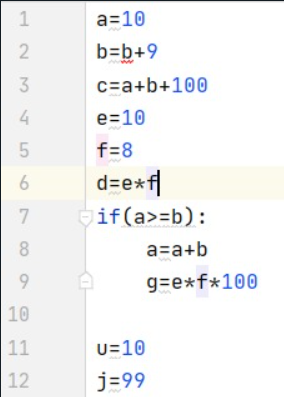 1 a=10
2 b=b+9
3 c=a+b+100
4 e=10
5 f=8
6 d=e*f
7 if(a>=b):
8     a=a+b
9     g=e*f*100
10
11 u=10
12 j=99